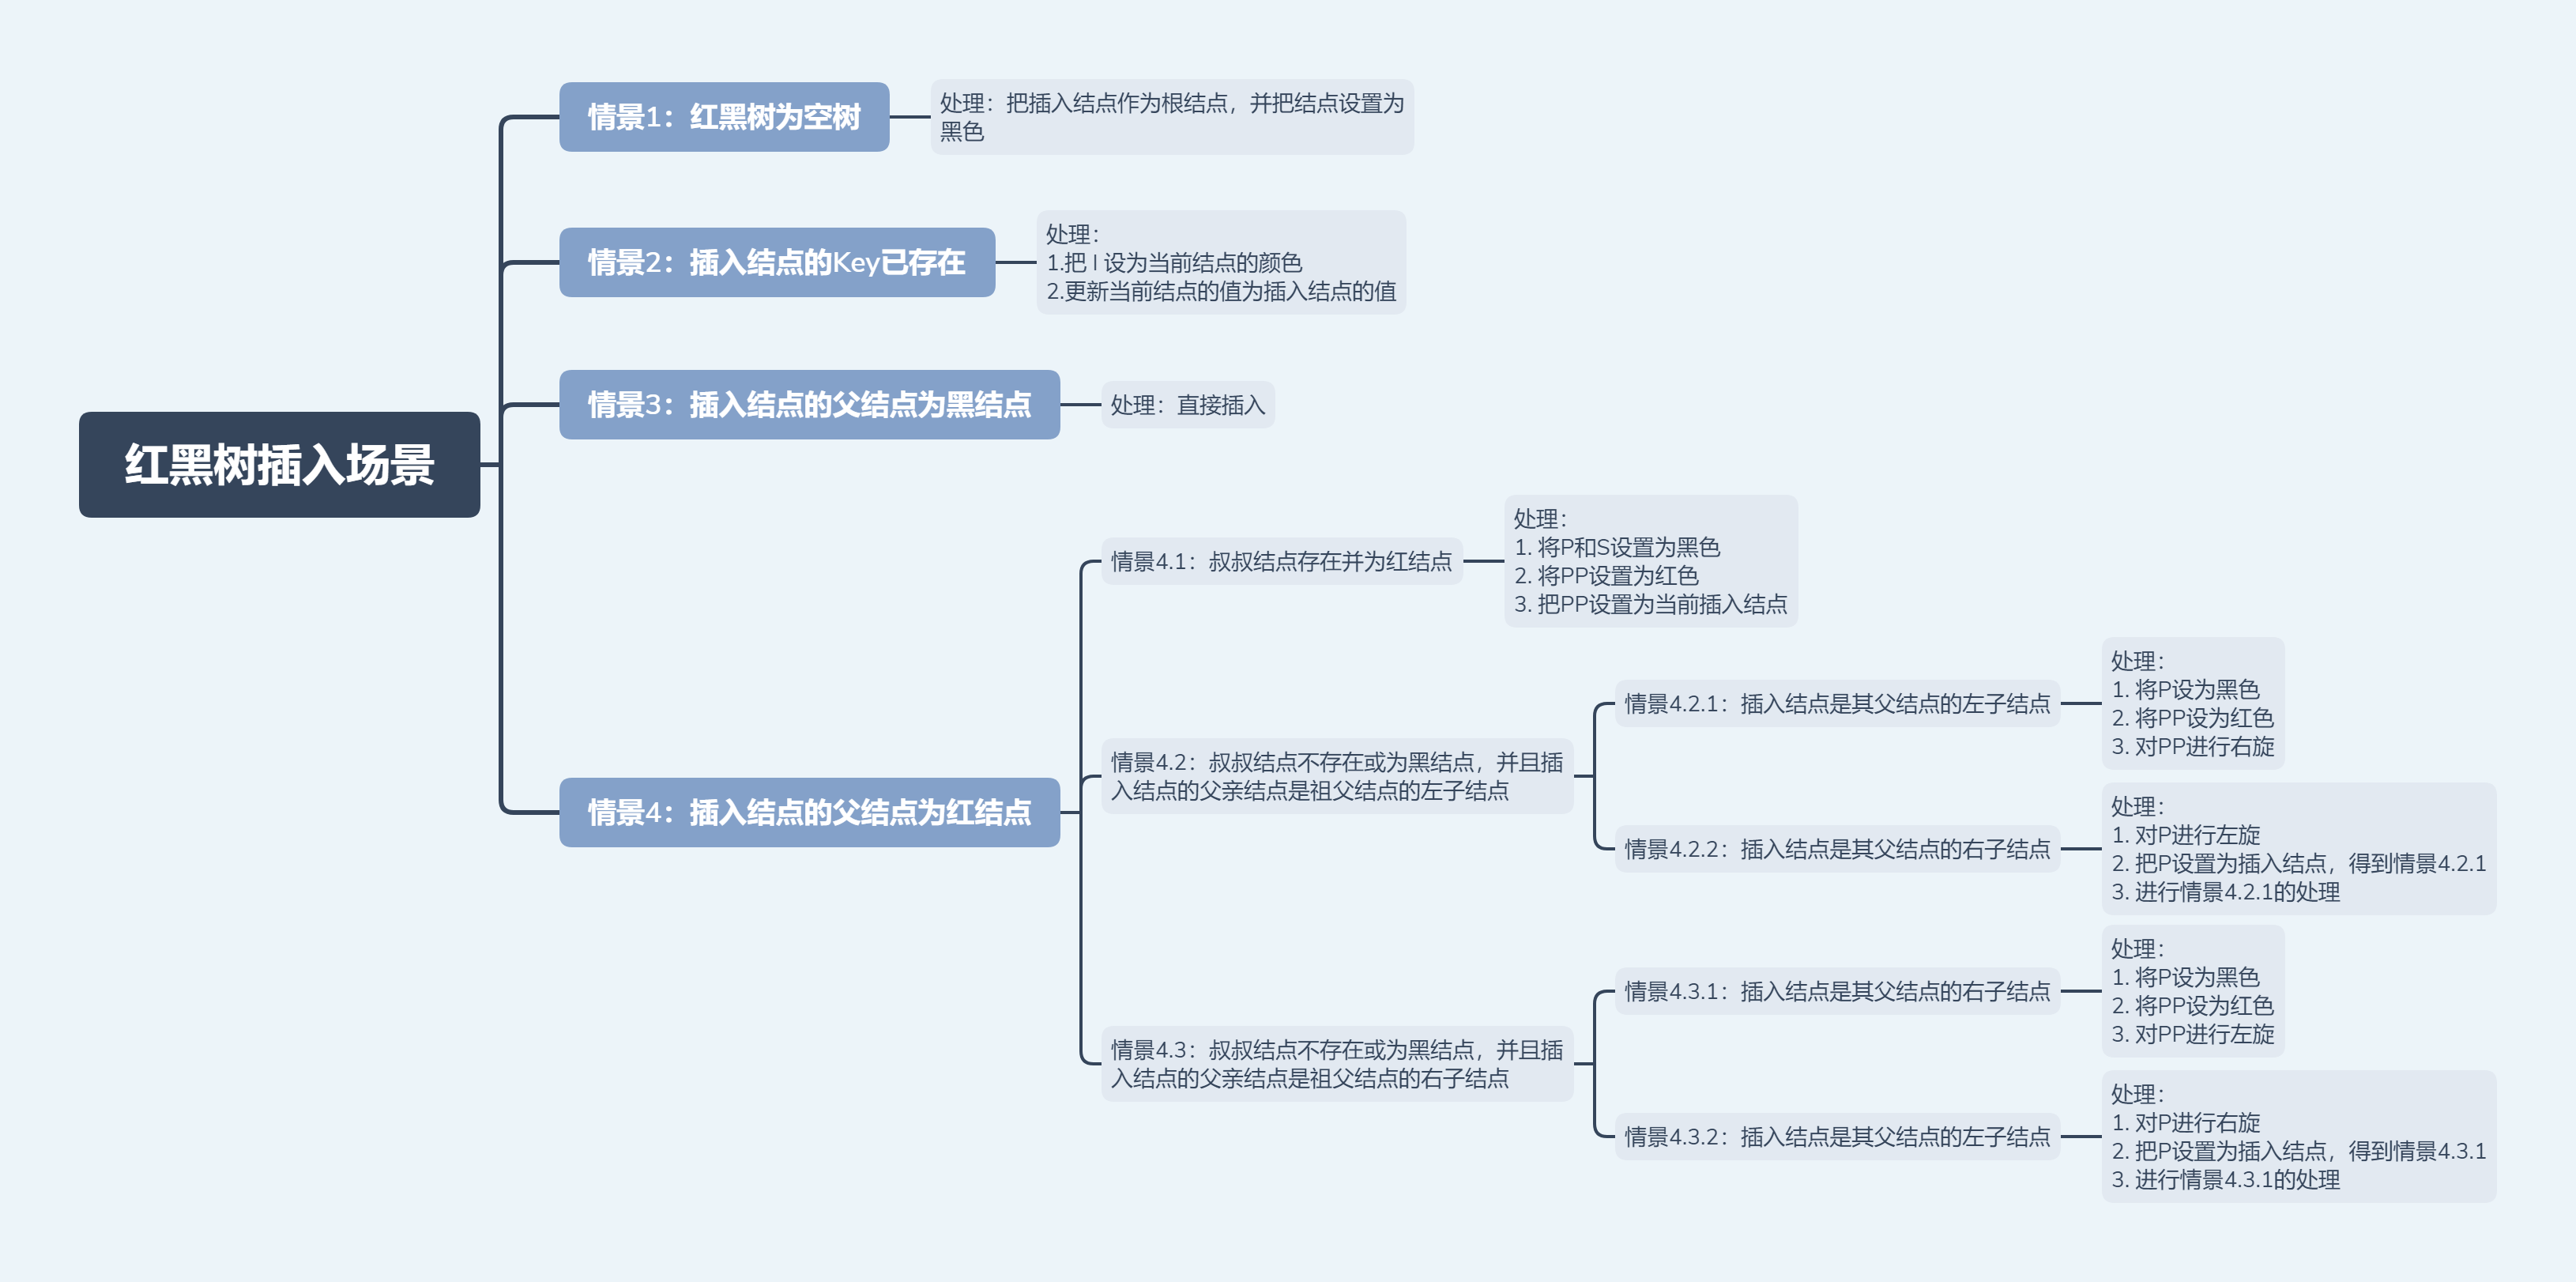 红黑树插入场景
情景1：红黑树为空树
处理：把插入结点作为根结点，并把结点设置为
黑色
情景2：插入结点的Key已存在
处理：
1.把 I 设为当前结点的颜色
2.更新当前结点的值为插入结点的值
情景3：插入结点的父结点为黑结点
处理：直接插入
情景4：插入结点的父结点为红结点
情景4.1：叔叔结点存在并为红结点
处理：
1. 将P和S设置为黑色
2. 将PP设置为红色
3. 把PP设置为当前插入结点
情景4.2：叔叔结点不存在或为黑结点，并且插
入结点的父亲结点是祖父结点的左子结点
情景4.2.1：插入结点是其父结点的左子结点
处理：
1. 将P设为黑色
2. 将PP设为红色
3. 对PP进行右旋
情景4.2.2：插入结点是其父结点的右子结点
处理：
1. 对P进行左旋
2. 把P设置为插入结点，得到情景4.2.1
3. 进行情景4.2.1的处理
情景4.3：叔叔结点不存在或为黑结点，并且插
入结点的父亲结点是祖父结点的右子结点
情景4.3.1：插入结点是其父结点的右子结点
处理：
1. 将P设为黑色
2. 将PP设为红色
3. 对PP进行左旋
情景4.3.2：插入结点是其父结点的左子结点
处理：
1. 对P进行右旋
2. 把P设置为插入结点，得到情景4.3.1
3. 进行情景4.3.1的处理